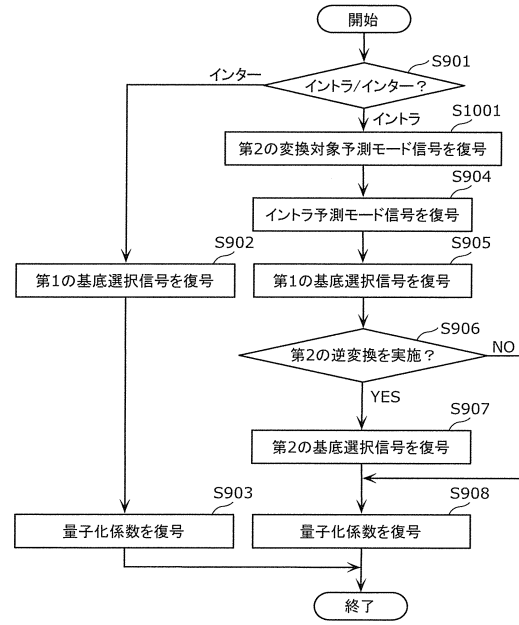 開始
S901
イントラ/インター？
インター
イントラ
S1001
第2の変換対象予測モード信号を復号
S904
イントラ予測モード信号を復号
S902
第1の基底選択信号を復号
S905
第1の基底選択信号を復号
S906
第2の逆変換を実施？
NO
YES
S907
第2の基底選択信号を復号
S903
量子化係数を復号
S908
量子化係数を復号
終了